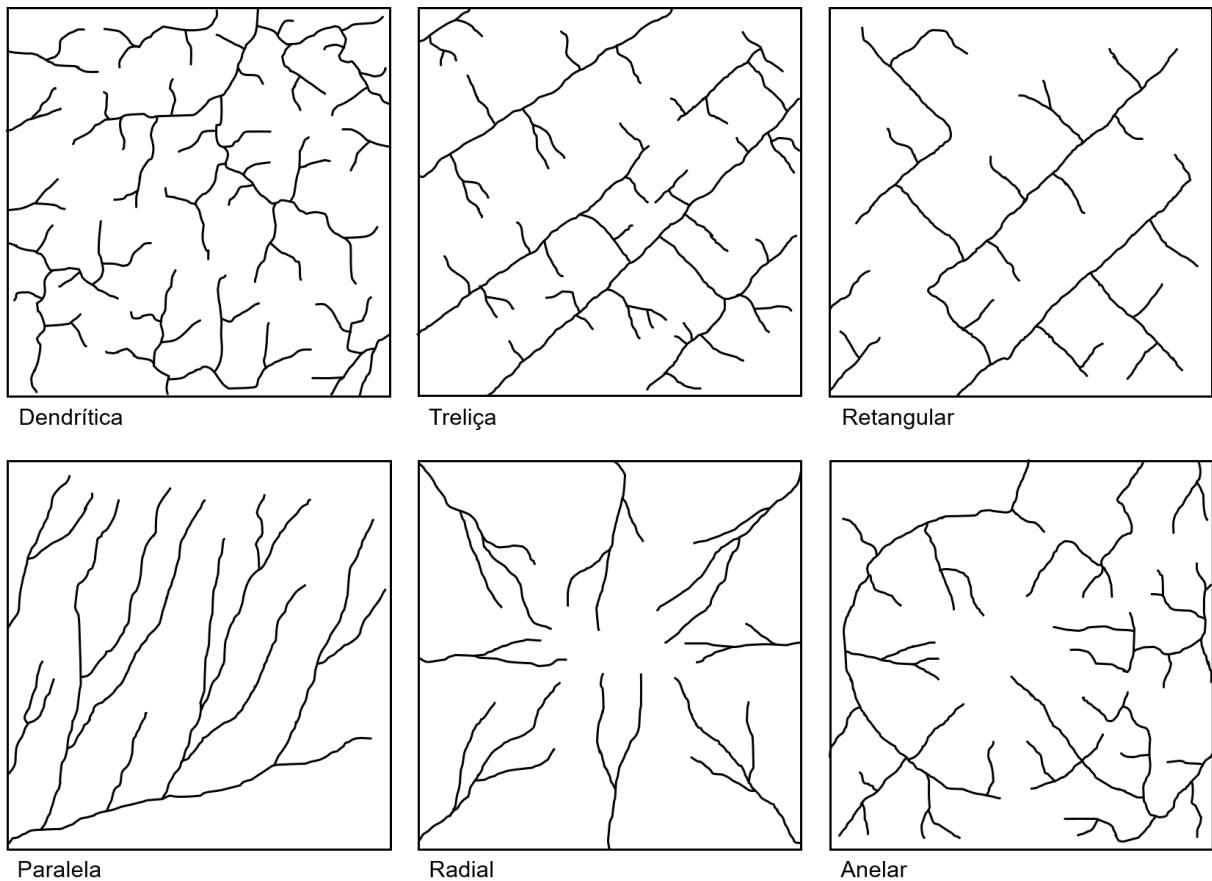 Dendrítica
Treliça
Retangular
Paralela
Radial
Anelar